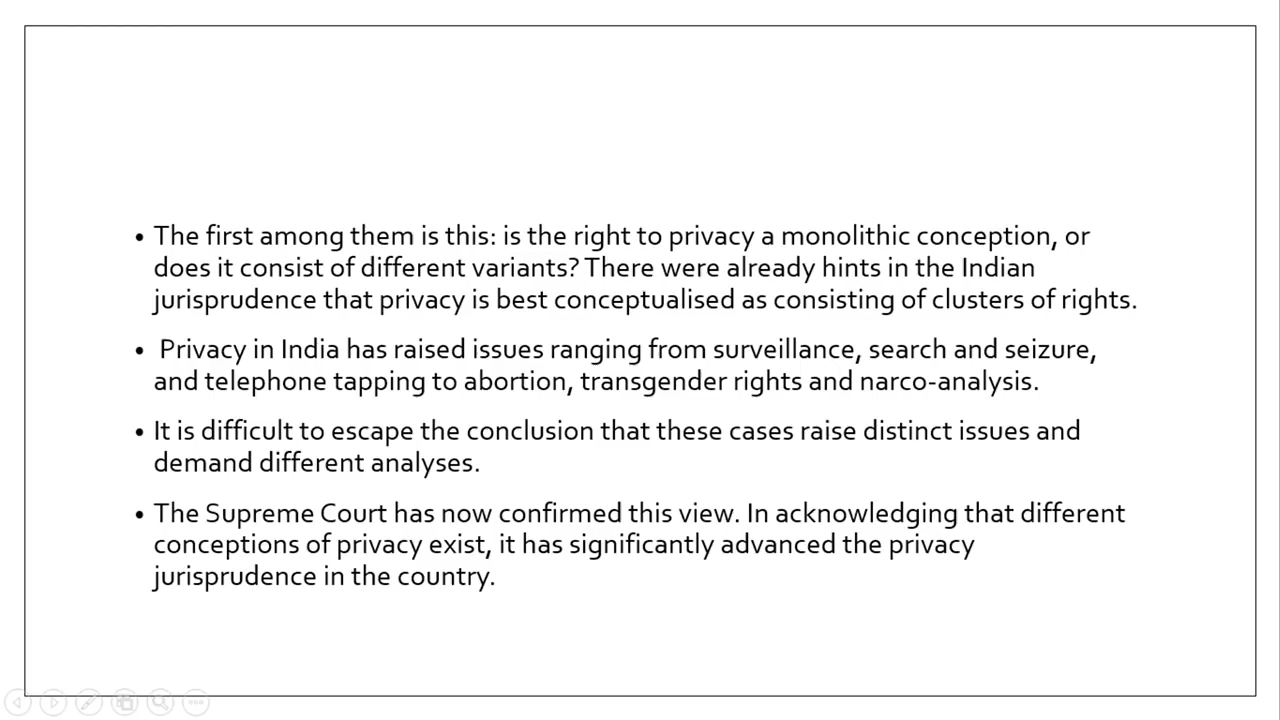 • The first among them is this: is the right to privacy a monolithic conception, or
does it consist of different variants? There were already hints in the Indian
jurisprudence that privacy is best conceptualised as consisting of clusters of rights.
• Privacy in India has raised issues ranging from surveillance, search and seizure,
and telephone tapping to abortion, transgender rights and narco-analysis.
• It is difficult to escape the conclusion that these cases raise distinct issues and
demand different analyses.
• The Supreme Court has now confirmed this view. In acknowledging that different
conceptions of privacy exist, it has significantly advanced the privacy
jurisprudence in the country.